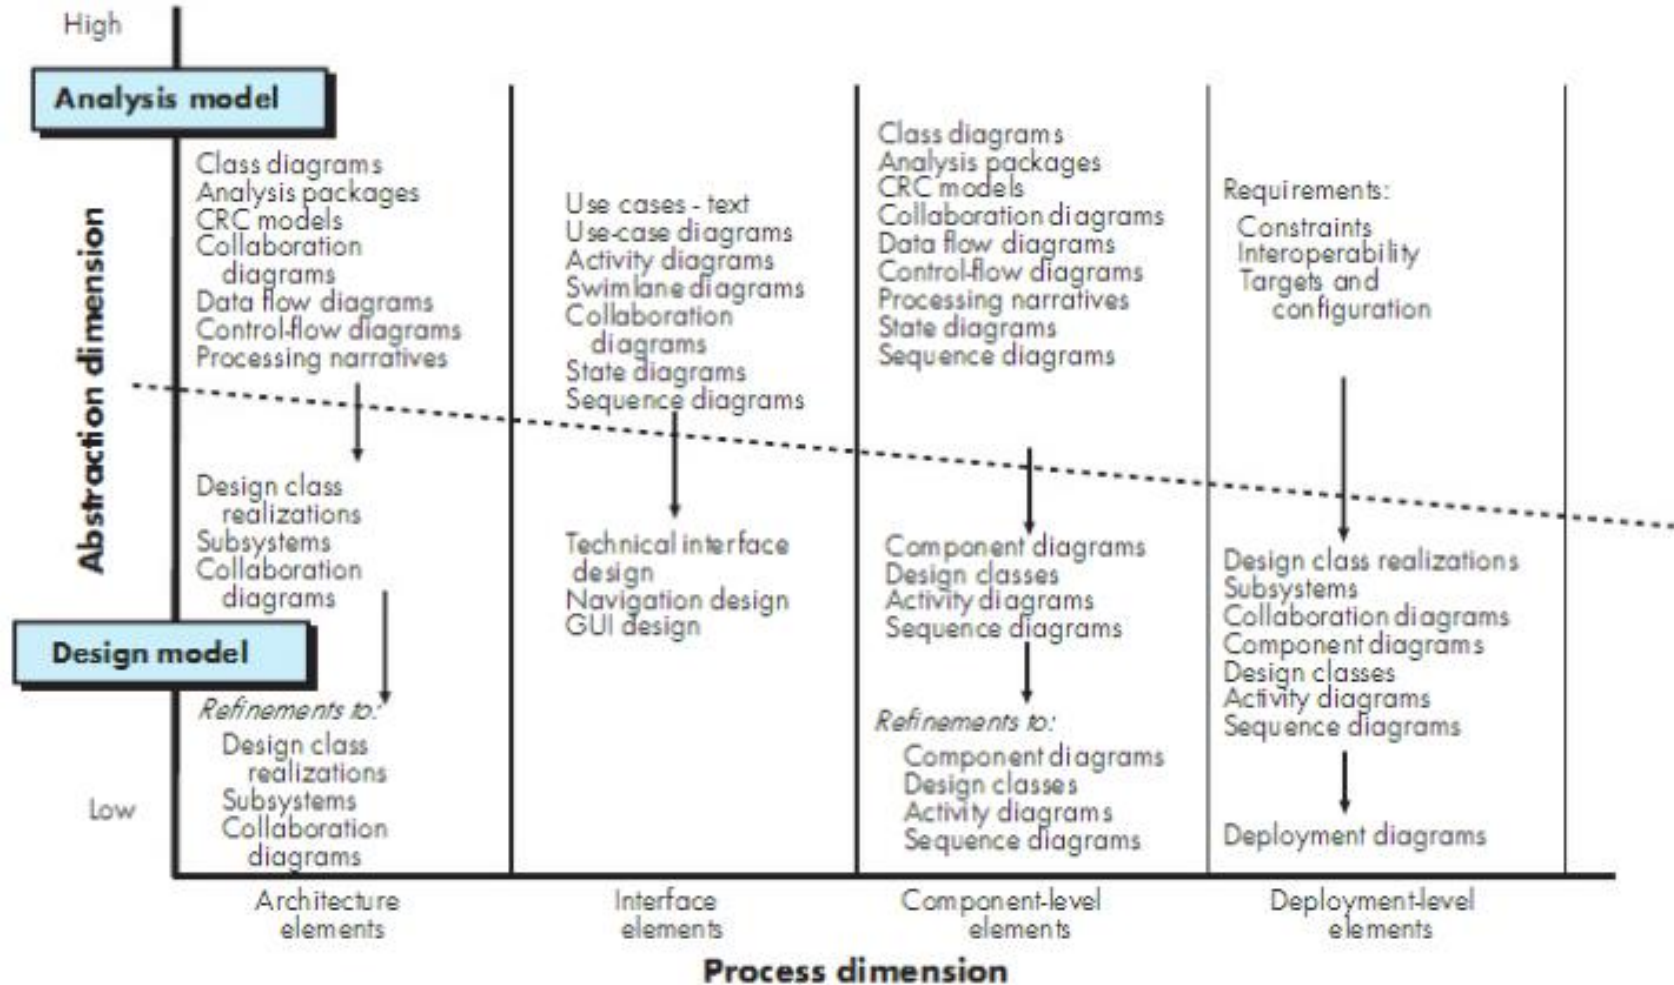 High
Analysis model
Abstraction dimension
Class diagrams
Analysis packages
CRC models
Collaboration
diagrams
Data flow diagrams
Control-flow diagrams
Processing narratives
Design class
realizations
Subsystems
Collaboration
diagrams
Design model
Refinements to:
Design class
realizations
Subsystems
Collaboration
diagrams
Low
Use cases - text
Use-case diagrams
Activity diagrams
Swimlane diagrams
Collaboration
diagrams
State diagrams
Sequence diagrams
Technical interface
design
Navigation design
GUI design
Class diagrams
Analysis packages
CRC models
Collaboration diagrams
Data flow diagrams
Control-flow diagrams
Processing narratives
State diagrams
Sequence diagrams
Component diagrams
Design classes
Activity diagrams
Sequence diagrams
Refinements to:
Component diagrams
Design classes
Activity diagrams
Sequence diagrams
Requirements:
Constraints
Interoperability
Targets and
configuration
Design class realizations
Subsystems
Collaboration diagrams
Component diagrams
Design classes
Activity diagrams
Sequence diagrams
Deployment diagrams
Architecture
elements
Interface
elements
Component-level
elements
Deployment-level
elements
Process dimension